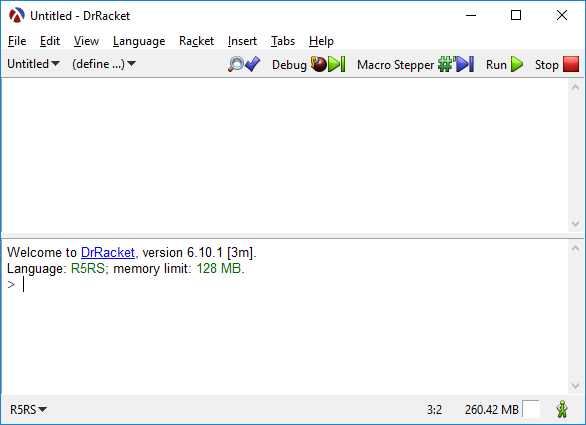 Untitled - DrRacket
File Edit View Language Racket Insert Tabs Help
Untitled (define ...) Debug Macro Stepper Run Stop
Welcome to DrRacket, version 6.10.1 [3m].
Language: R5RS; memory limit: 128 MB.
>
R5RS 3:2 260.42 MB